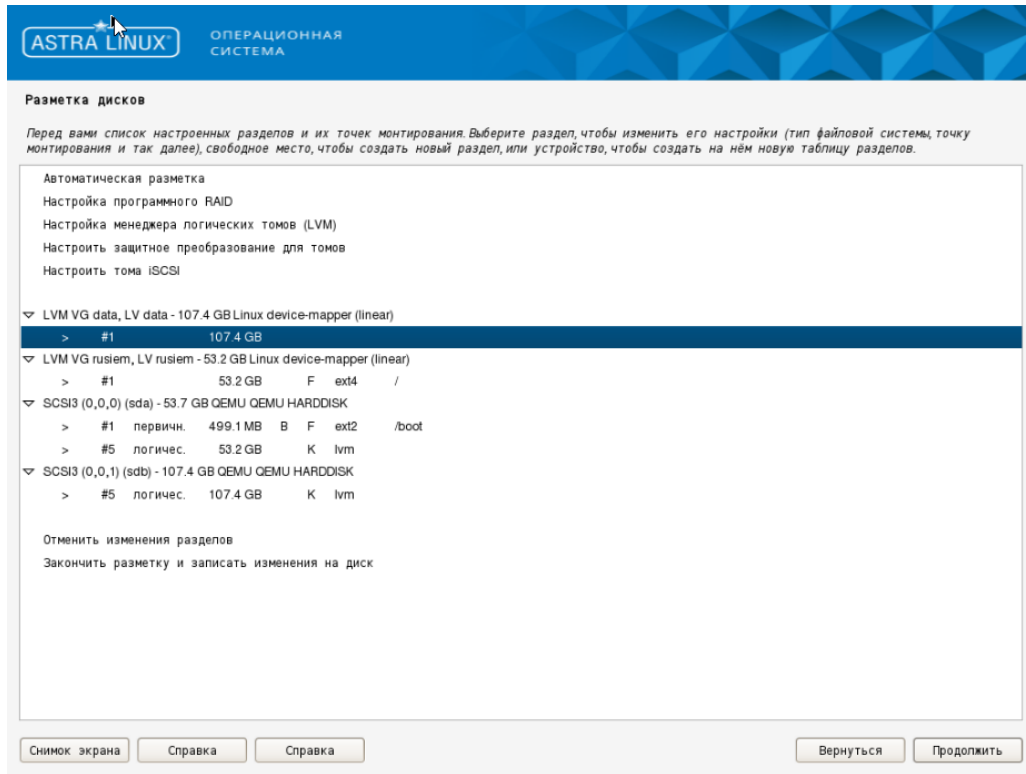 ASTRA LINUX
ОПЕРАЦИОННАЯ
СИСТЕМА
Разметка дисков
Перед вами список настроенных разделов и их точек монтирования. Выберите раздел, чтобы изменить его настройки (тип файловой системы, точку
монтирования и так далее), свободное место, чтобы создать новый раздел, или устройство, чтобы создать на нём новую таблицу разделов.
Автоматическая разметка
Настройка программного RAID
Настройка менеджера логических томов (LVM)
Настроить защитное преобразование для томов
Настроить тома iSCSI
LVM VG data, LV data - 107.4 GB Linux device-mapper (linear)
> #1 107.4 GB
LVM VG rusiem, LV rusiem - 53.2 GB Linux device-mapper (linear)
> #1 53.2 GB F ext4 /
SCSI3 (0,0,0) (sda) - 53.7 GB QEMU QEMU HARDDISK
> #1 первичн. 499.1 MB B F ext2 /boot
> #5 логичес. 53.2 GB K lvm
SCSI3 (0,0,1) (sdb) - 107.4 GB QEMU QEMU HARDDISK
> #5 логичес. 107.4 GB K lvm
Отменить изменения разделов
Закончить разметку и записать изменения на диск
Снимок экрана Справка Справка Вернуться Продолжить